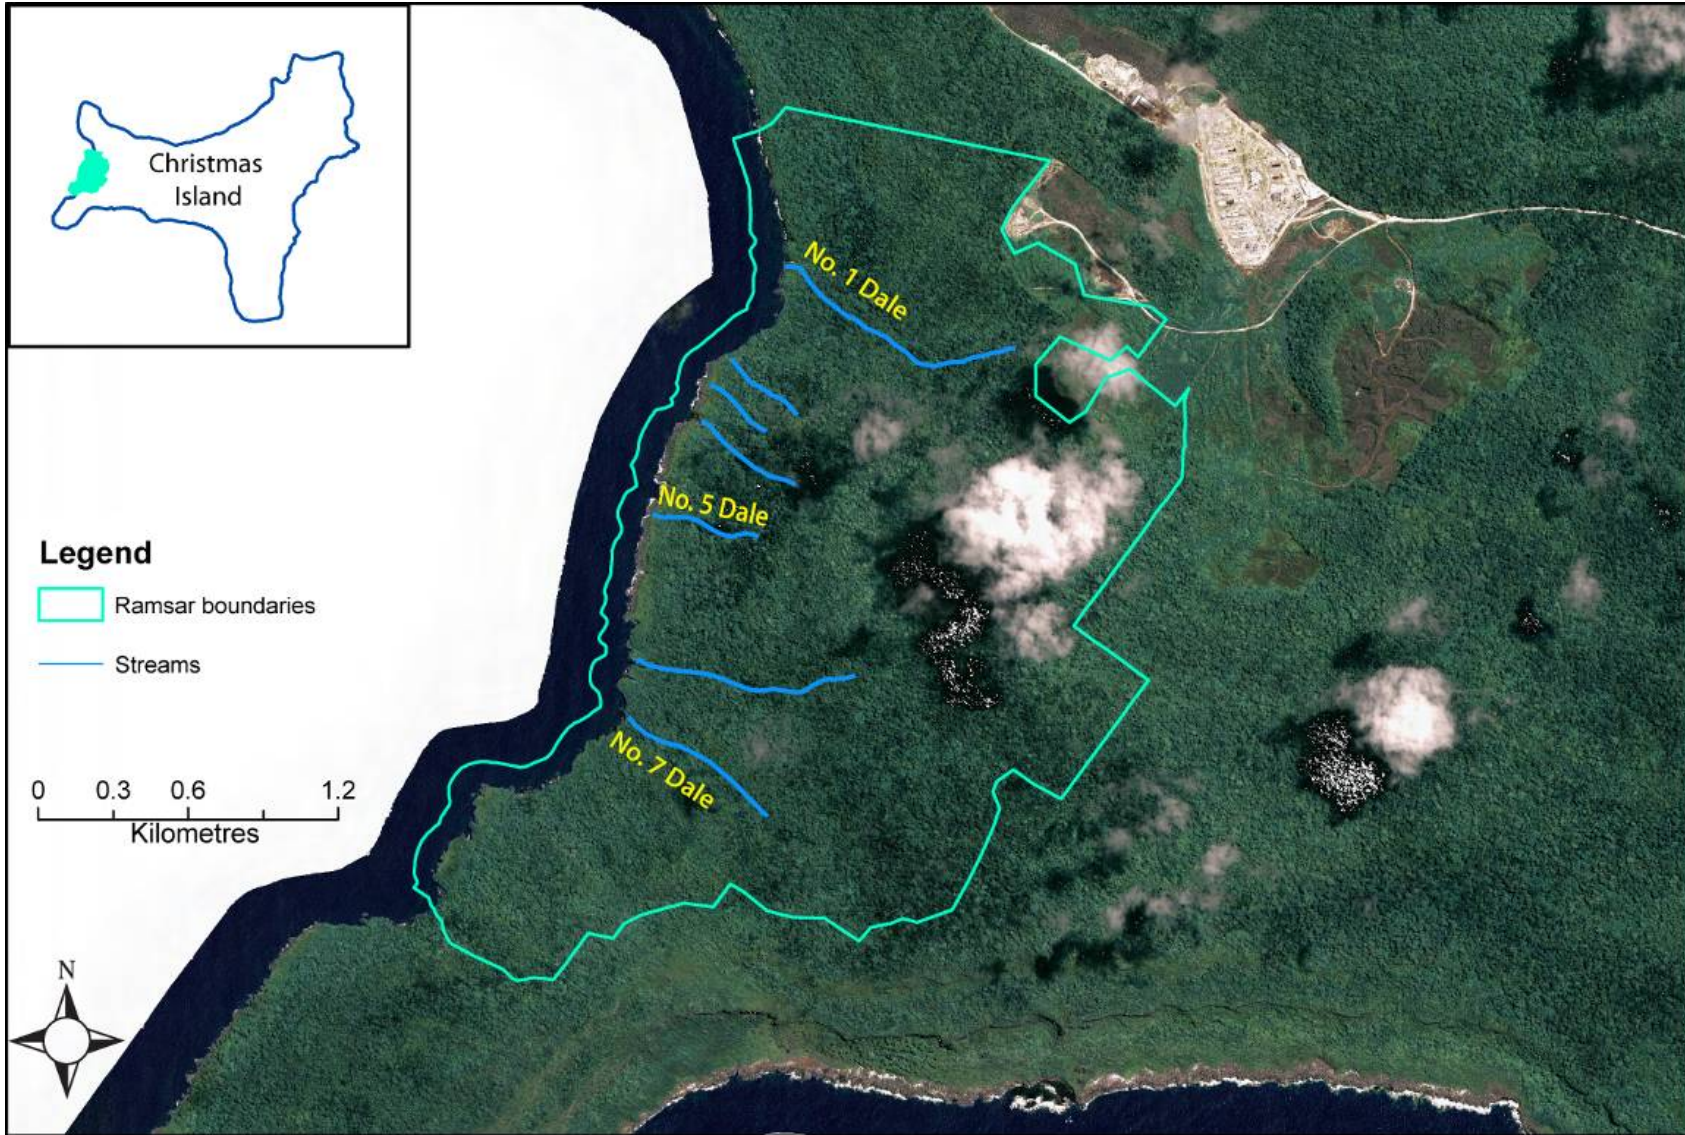 Christmas
Island
No. 1 Dale
No. 5 Dale
Legend
Ramsar boundaries
Streams
No. 7 Dale
0 0.3 0.6 1.2
Kilometres
N